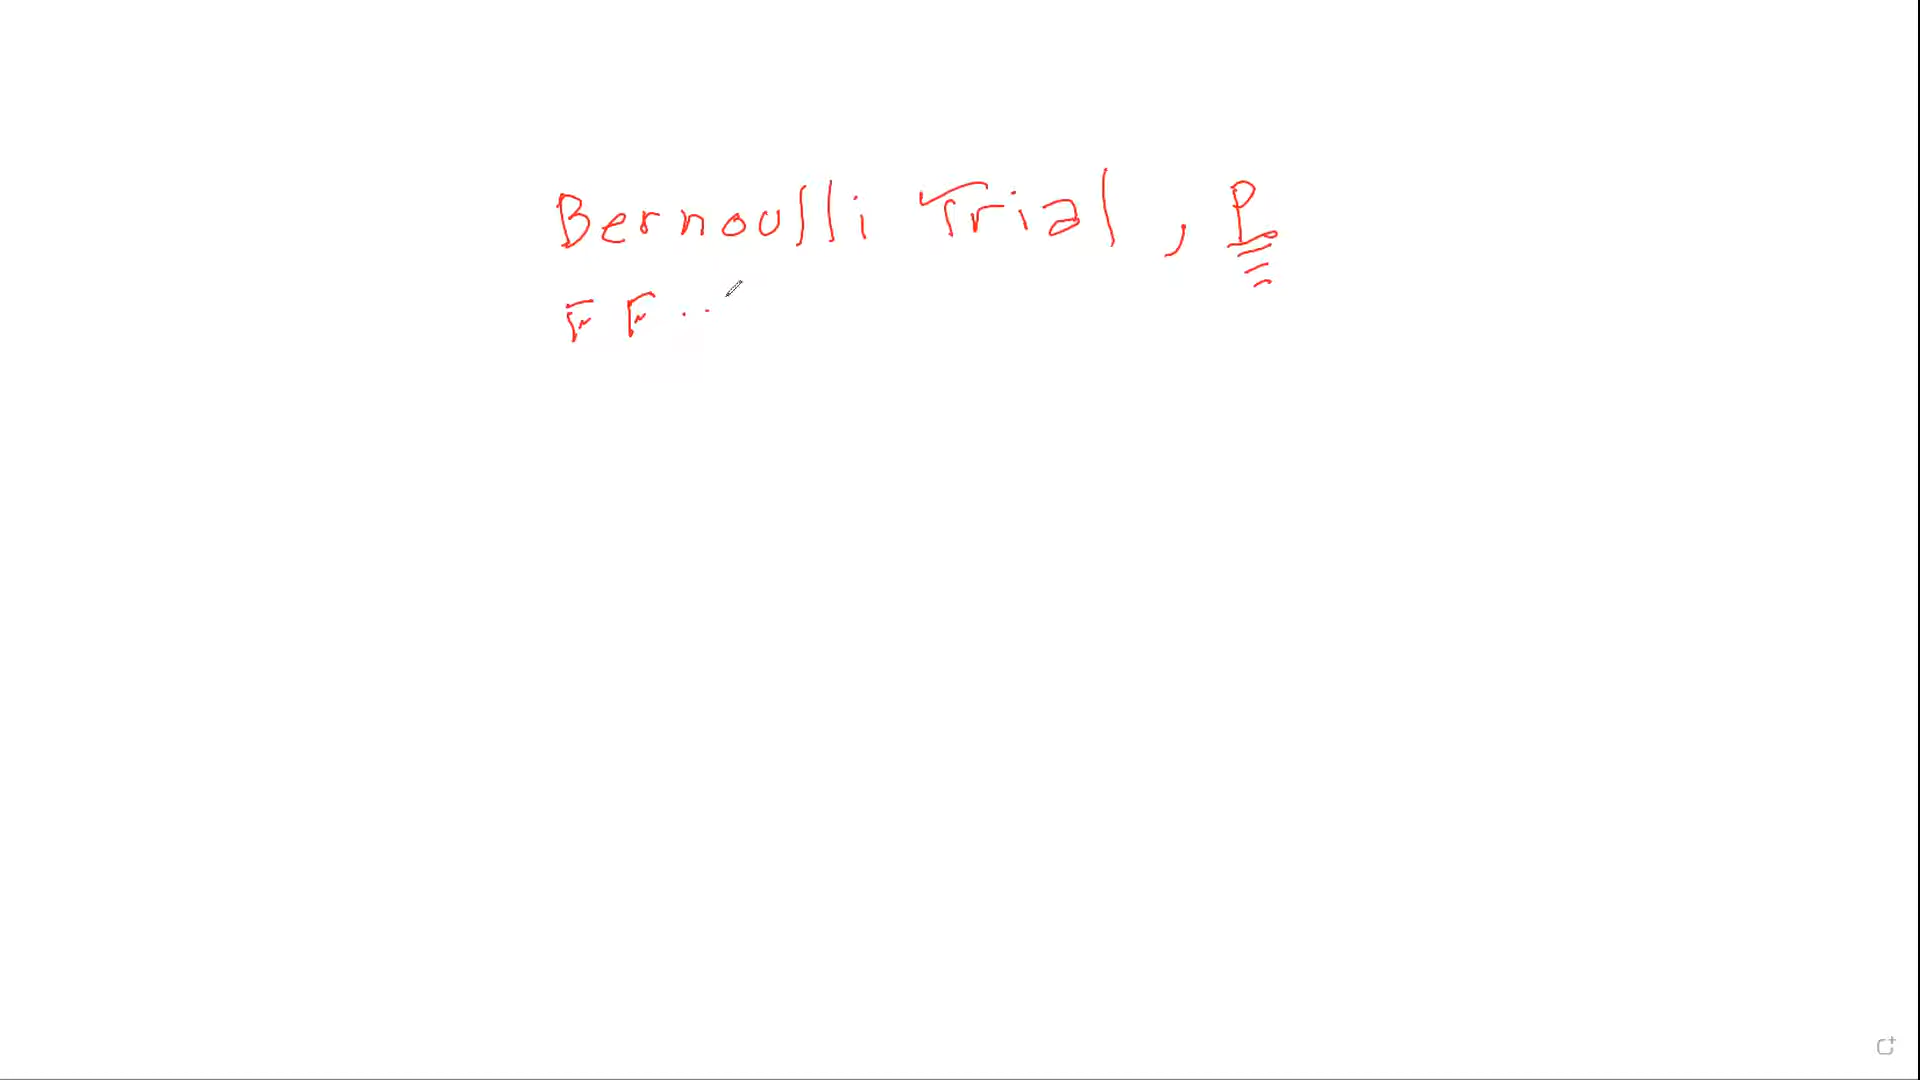 Bernoulli Trial, P
F F . .